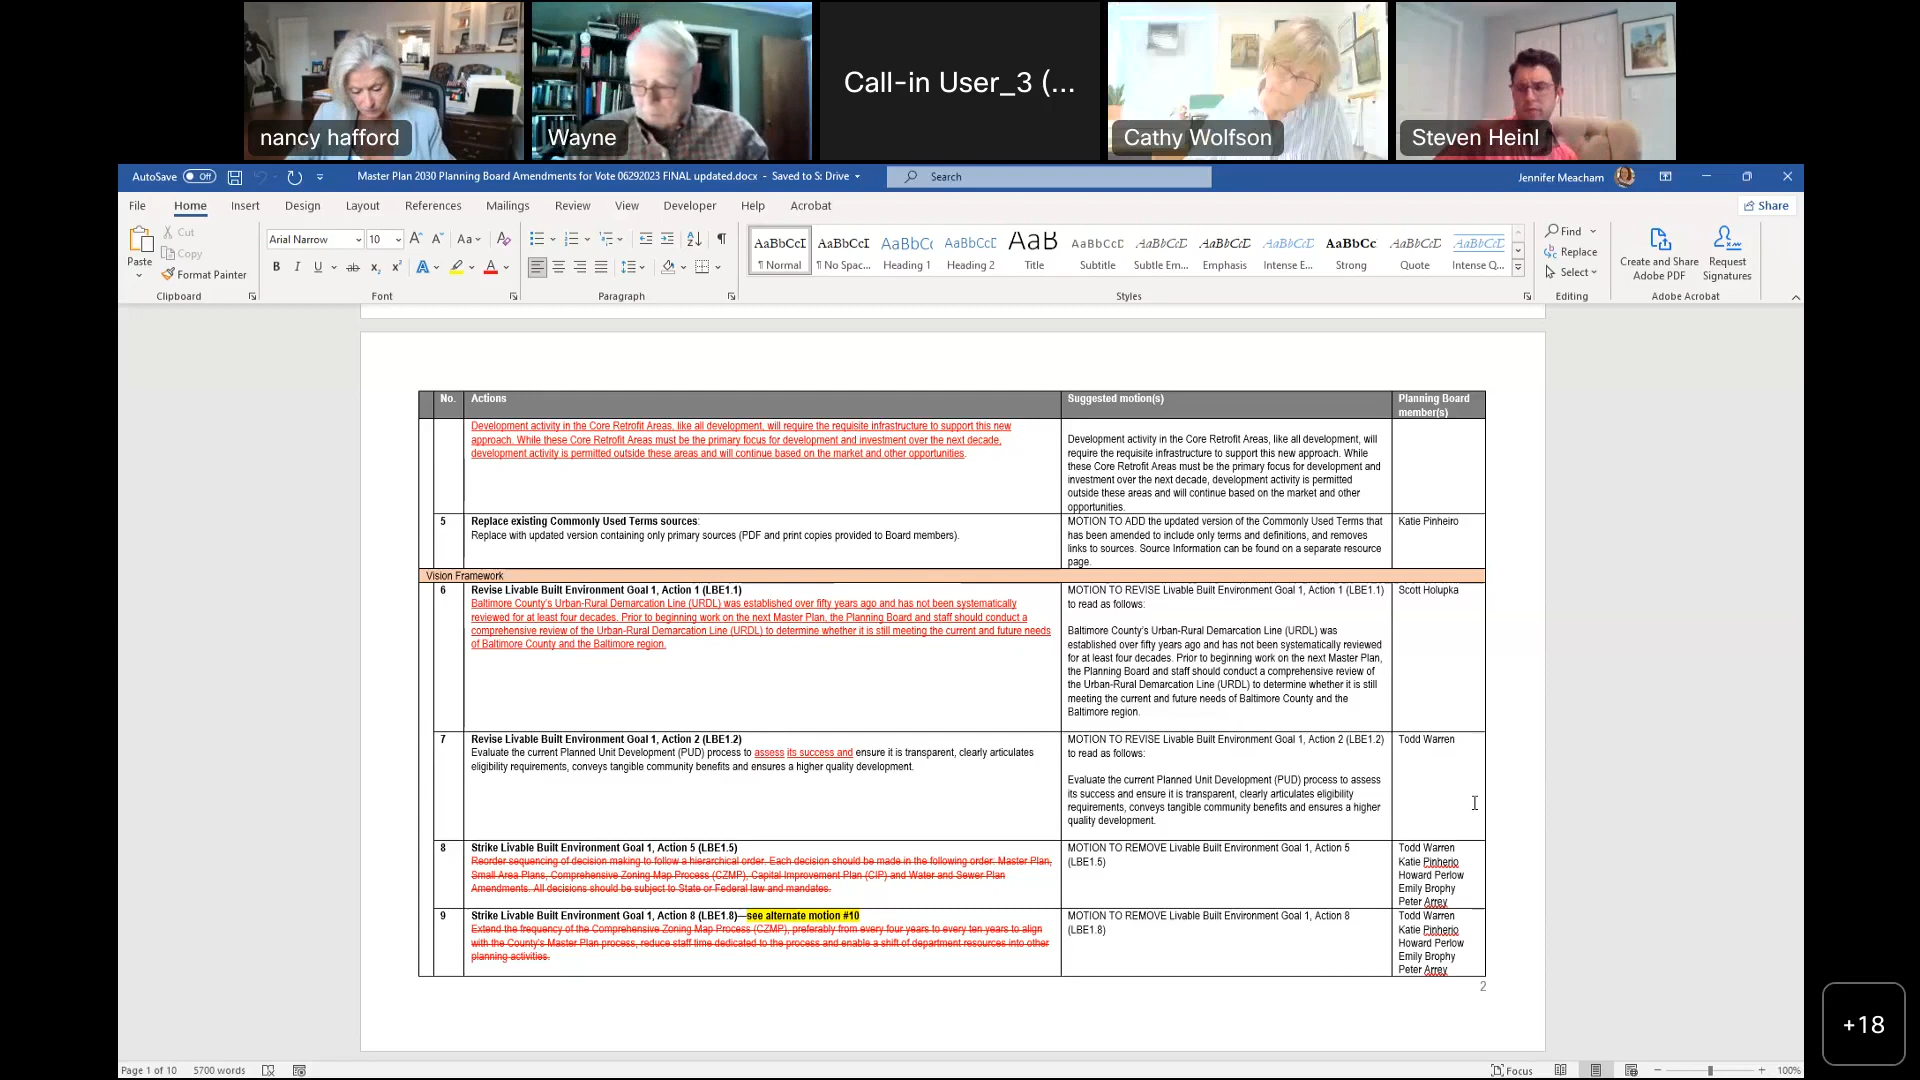 nancy hafford
Wayne
Call-in User_3 (...
Cathy Wolfson
Steven Heinl
AutoSave Off
Master Plan 2030 Planning Board Amendments for Vote 06292023 FINAL updated.docx - Saved to S: Drive
Search
Jennifer Meacham
File Home Insert Design Layout References Mailings Review View Developer Help Acrobat
Share
Paste
Cut
Copy
Format Painter
Clipboard
Arial Narrow 10
Font
Paragraph
AaBbCcI AaBbCcI AaBbC AaBbCcD AaB AaBbCcD AaBbCcD AaBbCcD AaBbCcD AaBbCc AaBbCcD AaBbCcD
¶ Normal ¶ No Spac... Heading 1 Heading 2 Title Subtitle Subtle Em... Emphasis Intense E... Strong Quote Intense Q...
Styles
Find
Replace
Select
Editing
Create and Share Adobe PDF
Request Signatures
Adobe Acrobat
No. Actions Suggested motion(s) Planning Board
member(s)
Development activity in the Core Retrofit Areas, like all development, will require the requisite infrastructure to support this new
approach. While these Core Retrofit Areas must be the primary focus for development and investment over the next decade,
development activity is permitted outside these areas and will continue based on the market and other opportunities.
Development activity in the Core Retrofit Areas, like all development, will
require the requisite infrastructure to support this new approach. While
these Core Retrofit Areas must be the primary focus for development and
investment over the next decade, development activity is permitted
outside these areas and will continue based on the market and other
opportunities.
5
Replace existing Commonly Used Terms sources:
Replace with updated version containing only primary sources (PDF and print copies provided to Board members).
MOTION TO ADD the updated version of the Commonly Used Terms that
has been amended to include only terms and definitions, and removes
links to sources. Source Information can be found on a separate resource
page.
Katie Pinheiro
Vision Framework
6
Revise Livable Built Environment Goal 1, Action 1 (LBE1.1)
Baltimore County's Urban-Rural Demarcation Line (URDL) was established over fifty years ago and has not been systematically
reviewed for at least four decades. Prior to beginning work on the next Master Plan, the Planning Board and staff should conduct a
comprehensive review of the Urban-Rural Demarcation Line (URDL) to determine whether it is still meeting the current and future needs
of Baltimore County and the Baltimore region.
MOTION TO REVISE Livable Built Environment Goal 1, Action 1 (LBE1.1)
to read as follows:
Baltimore County's Urban-Rural Demarcation Line (URDL) was
established over fifty years ago and has not been systematically reviewed
for at least four decades. Prior to beginning work on the next Master Plan,
the Planning Board and staff should conduct a comprehensive review of
the Urban-Rural Demarcation Line (URDL) to determine whether it is still
meeting the current and future needs of Baltimore County and the
Baltimore region.
Scott Holupka
7
Revise Livable Built Environment Goal 1, Action 2 (LBE1.2)
Evaluate the current Planned Unit Development (PUD) process to assess its success and ensure it is transparent, clearly articulates
eligibility requirements, conveys tangible community benefits and ensures a higher quality development.
MOTION TO REVISE Livable Built Environment Goal 1, Action 2 (LBE1.2)
to read as follows:
Evaluate the current Planned Unit Development (PUD) process to assess
its success and ensure it is transparent, clearly articulates eligibility
requirements, conveys tangible community benefits and ensures a higher
quality development.
Todd Warren
8
Strike Livable Built Environment Goal 1, Action 5 (LBE1.5)
Reorder sequencing of decision making to follow a hierarchical order. Each decision should be made in the following order: Master Plan,
Small Area Plans, Comprehensive Zoning Map Process (CZMP), Capital Improvement Plan (CIP) and Water and Sewer Plan
Amendments. All decisions should be subject to State or Federal law and mandates.
MOTION TO REMOVE Livable Built Environment Goal 1, Action 5
(LBE1.5)
Todd Warren
Katie Pinherio
Howard Perlow
Emily Brophy
Peter Arrey
9
Strike Livable Built Environment Goal 1, Action 8 (LBE1.8)—see alternate motion #10
Extend the frequency of the Comprehensive Zoning Map Process (CZMP), preferably from every four years to every ten years to align
with the County's Master Plan process, reduce staff time dedicated to the process and enable a shift of department resources into other
planning activities.
MOTION TO REMOVE Livable Built Environment Goal 1, Action 8
(LBE1.8)
Todd Warren
Katie Pinherio
Howard Perlow
Emily Brophy
Peter Arrey
2
+18
Page 1 of 10 5700 words Focus 100%